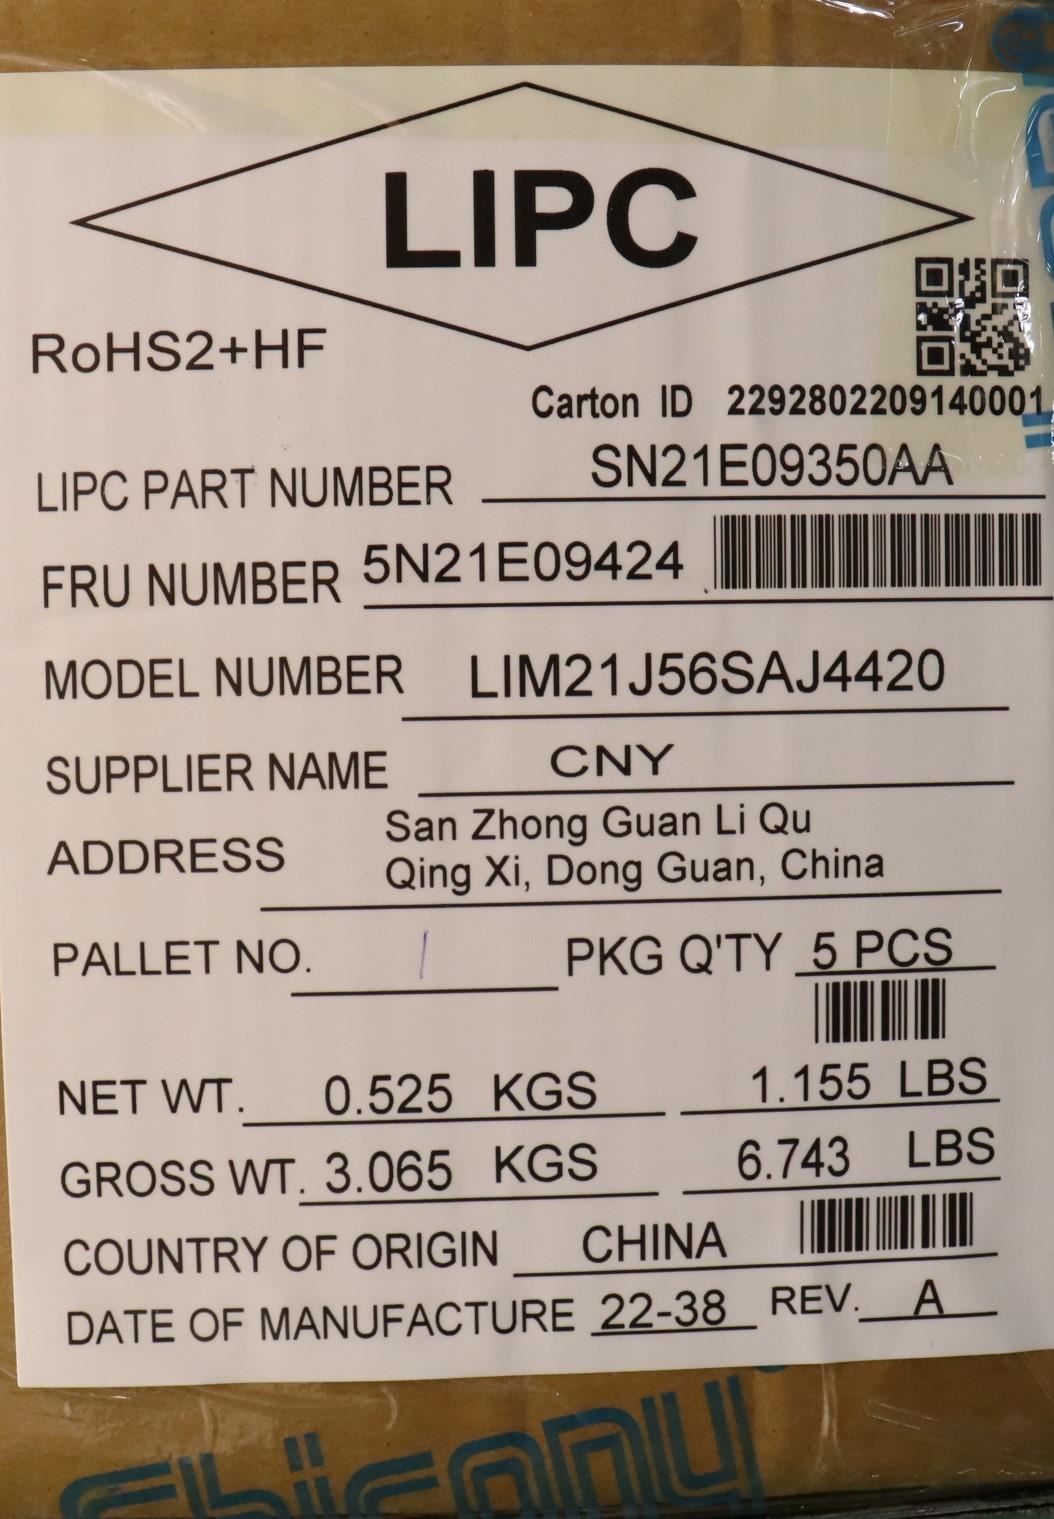 LIPC
RoHS2+HF
Carton ID 2292802209140001
LIPC PART NUMBER SN21E09350AA
FRU NUMBER 5N21E09424
MODEL NUMBER LIM21J56SAJ4420
SUPPLIER NAME CNY
ADDRESS San Zhong Guan Li Qu
Qing Xi, Dong Guan, China
PALLET NO. 1 PKG Q'TY 5 PCS
NET WT. 0.525 KGS 1.155 LBS
GROSS WT. 3.065 KGS 6.743 LBS
COUNTRY OF ORIGIN CHINA
DATE OF MANUFACTURE 22-38 REV. A
Chicony